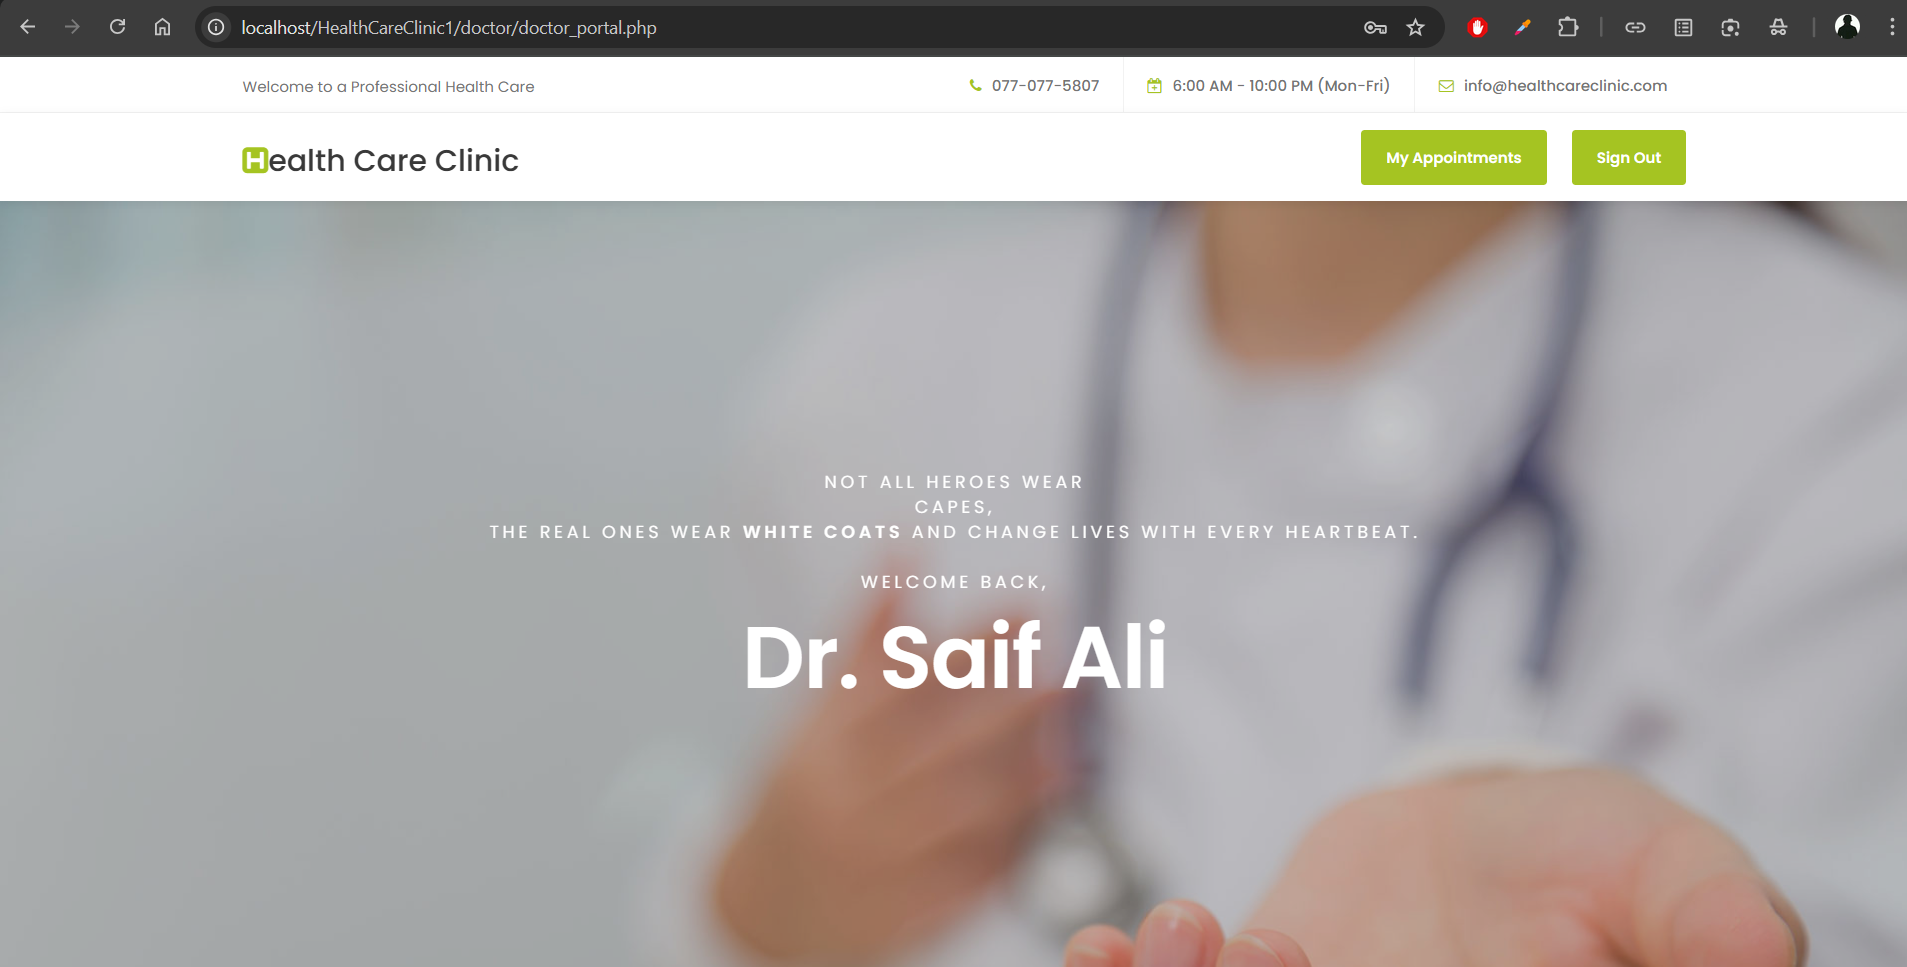 localhost/HealthCareClinic1/doctor/doctor_portal.php
Welcome to a Professional Health Care
077-077-5807
6:00 AM - 10:00 PM (Mon-Fri)
info@healthcareclinic.com
Health Care Clinic
My Appointments
Sign Out
NOT ALL HEROES WEAR
CAPES,
THE REAL ONES WEAR WHITE COATS AND CHANGE LIVES WITH EVERY HEARTBEAT.
WELCOME BACK,
Dr. Saif Ali